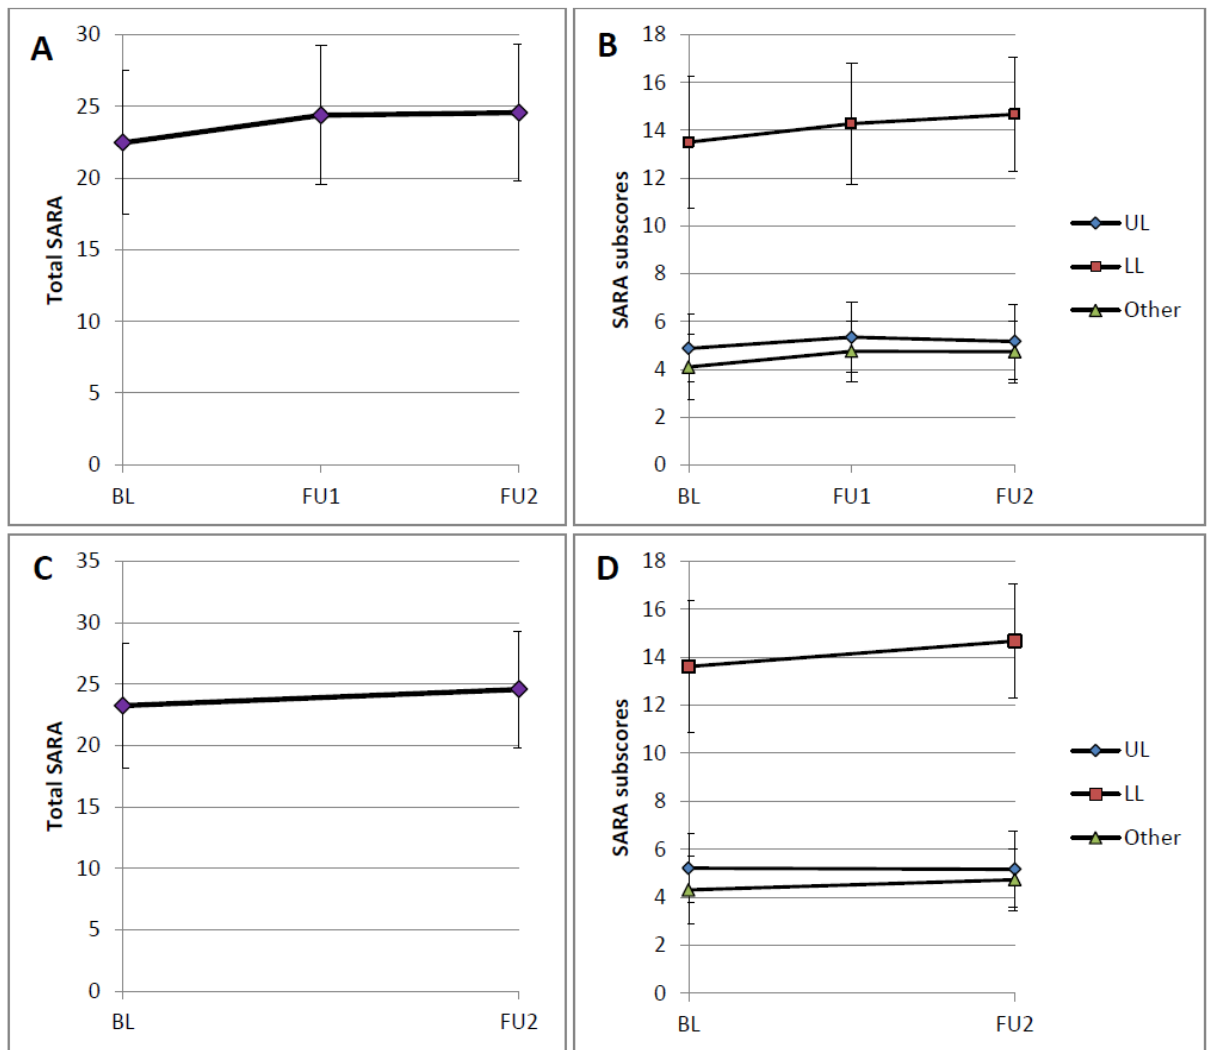 A
Total SARA
30
25
20
15
10
5
0
BL FU1 FU2
B
SARA subscores
18
16
14
12
10
8
6
4
2
0
BL FU1 FU2
UL
LL
Other
C
Total SARA
35
30
25
20
15
10
5
0
BL FU2
D
SARA subscores
18
16
14
12
10
8
6
4
2
0
BL FU2
UL
LL
Other